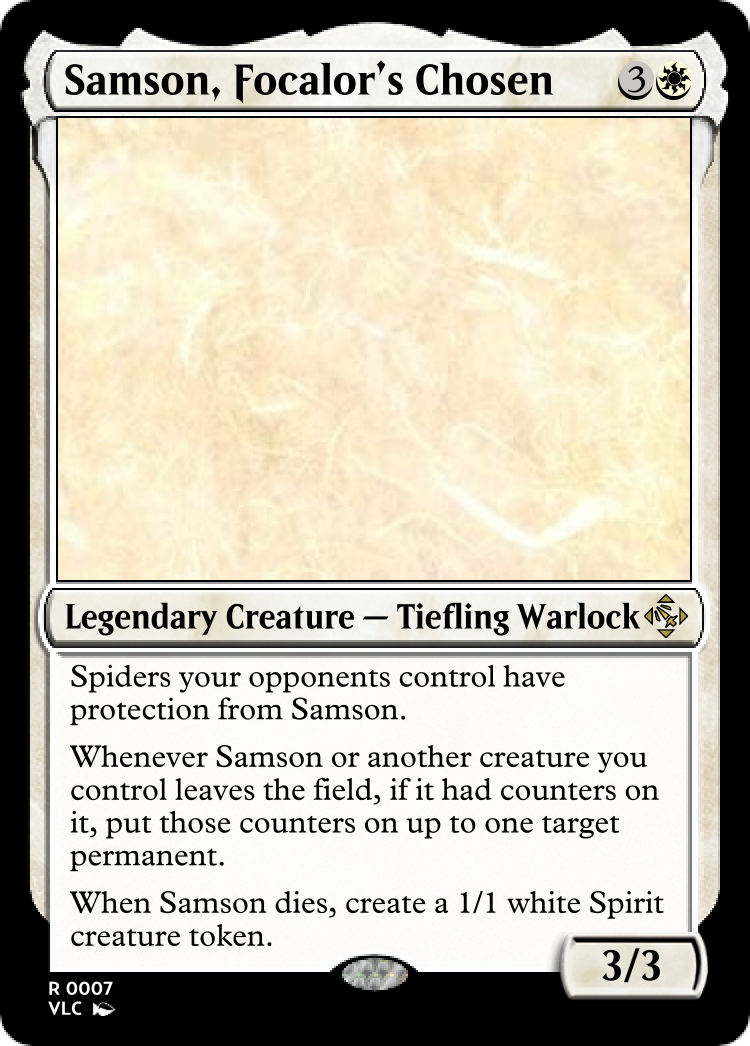 Samson, Focalor's Chosen 3
Legendary Creature — Tiefling Warlock
Spiders your opponents control have
protection from Samson.
Whenever Samson or another creature you
control leaves the field, if it had counters on
it, put those counters on up to one target
permanent.
When Samson dies, create a 1/1 white Spirit
creature token.
3/3
R 0007
VLC